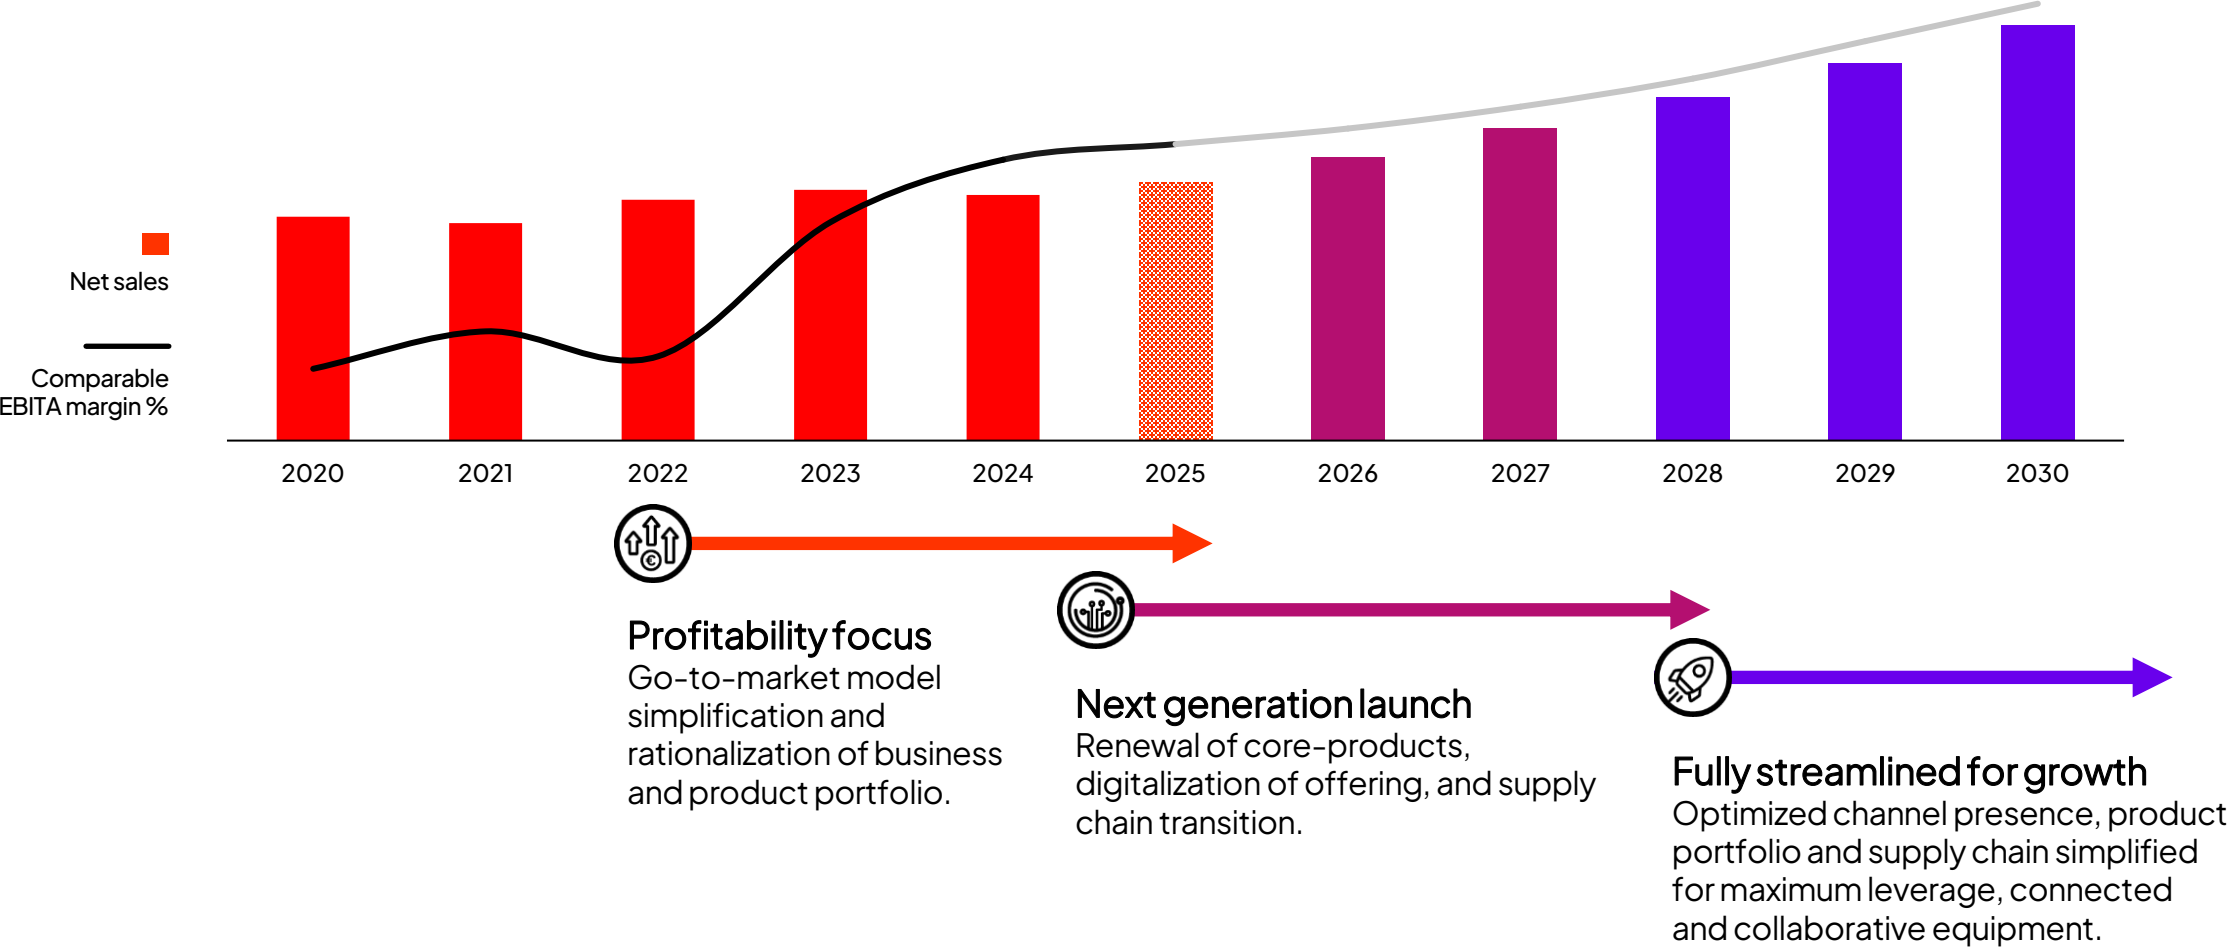 Net sales
Comparable
EBITA margin %
2020 2021 2022 2023 2024 2025 2026 2027 2028 2029 2030
€
Profitability focus
Go-to-market model
simplification and
rationalization of business
and product portfolio.
Next generation launch
Renewal of core-products,
digitalization of offering, and supply
chain transition.
Fully streamlined for growth
Optimized channel presence, product
portfolio and supply chain simplified
for maximum leverage, connected
and collaborative equipment.